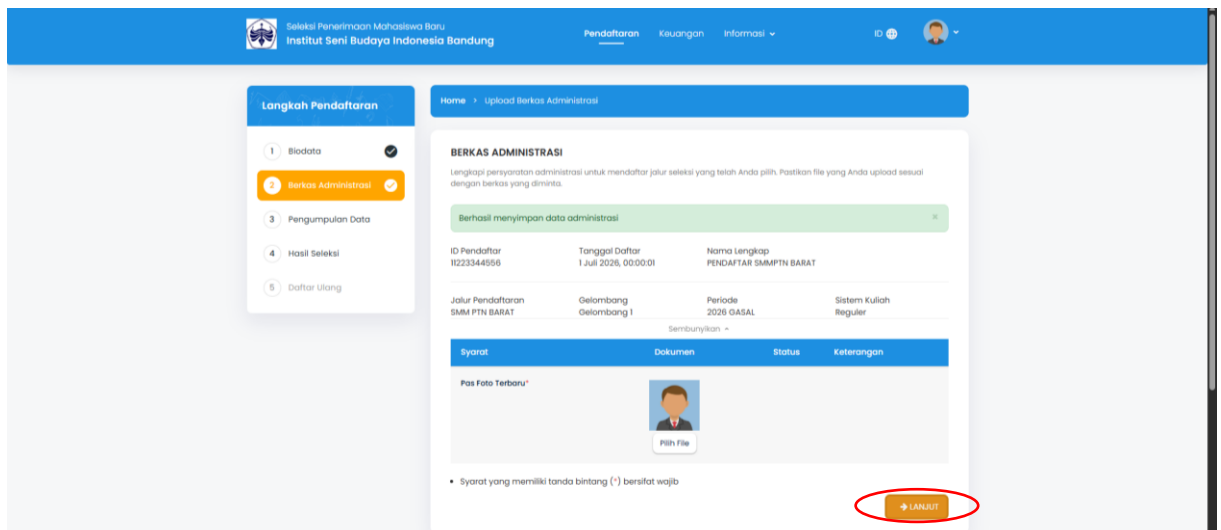 Seleksi Penerimaan Mahasiswa Baru
Institut Seni Budaya Indonesia Bandung
Pendaftaran Keuangan Informasi ID
Langkah Pendaftaran
1 Biodata
2 Berkas Administrasi
3 Pengumpulan Data
4 Hasil Seleksi
5 Daftar Ulang
Home > Upload Berkas Administrasi
BERKAS ADMINISTRASI
Lengkapi persyaratan administrasi untuk mendaftar jalur seleksi yang telah Anda pilih. Pastikan file yang Anda upload sesuai
dengan berkas yang diminta.
Berhasil menyimpan data administrasi ×
ID Pendaftar Tanggal Daftar Nama Lengkap
11223344556 1 Juli 2026, 00:00:01 PENDAFTAR SMMPTN BARAT
Jalur Pendaftaran Gelombang Periode Sistem Kuliah
SMM PTN BARAT Gelombang 1 2026 GASAL Reguler
Sembunyikan
Syarat Dokumen Status Keterangan
Pas Foto Terbaru*
Pilih File
• Syarat yang memiliki tanda bintang (*) bersifat wajib
→ LANJUT